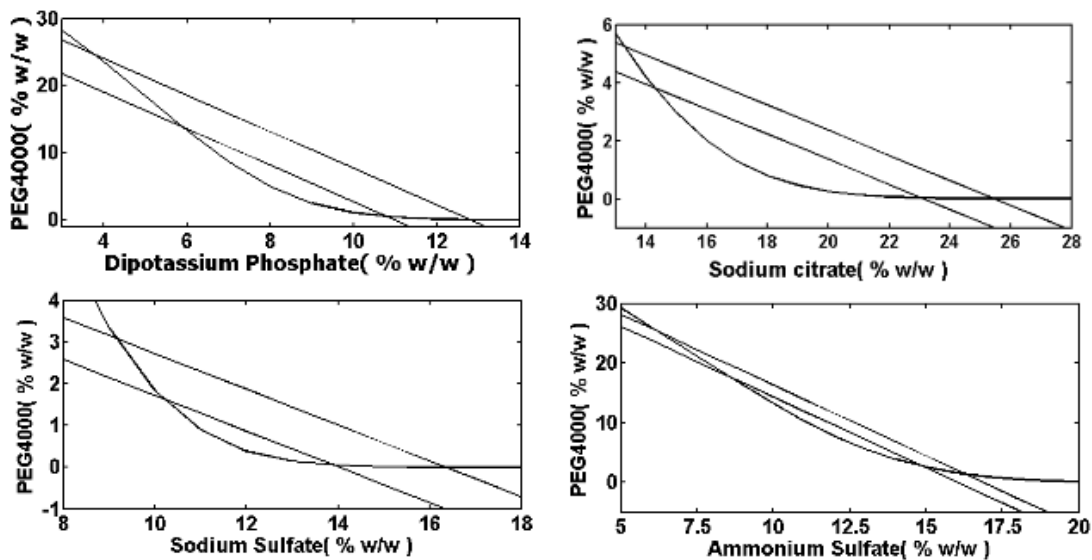 30
20
10
0
PEG4000( % w/w )
4 6 8 10 12 14
Dipotassium Phosphate( % w/w )
6
4
2
0
PEG4000( % w/w )
14 16 18 20 22 24 26 28
Sodium citrate( % w/w )
4
3
2
1
0
-1
PEG4000( % w/w )
8 10 12 14 16 18
Sodium Sulfate( % w/w )
30
20
10
0
PEG4000( % w/w )
5 7.5 10 12.5 15 17.5 20
Ammonium Sulfate( % w/w )